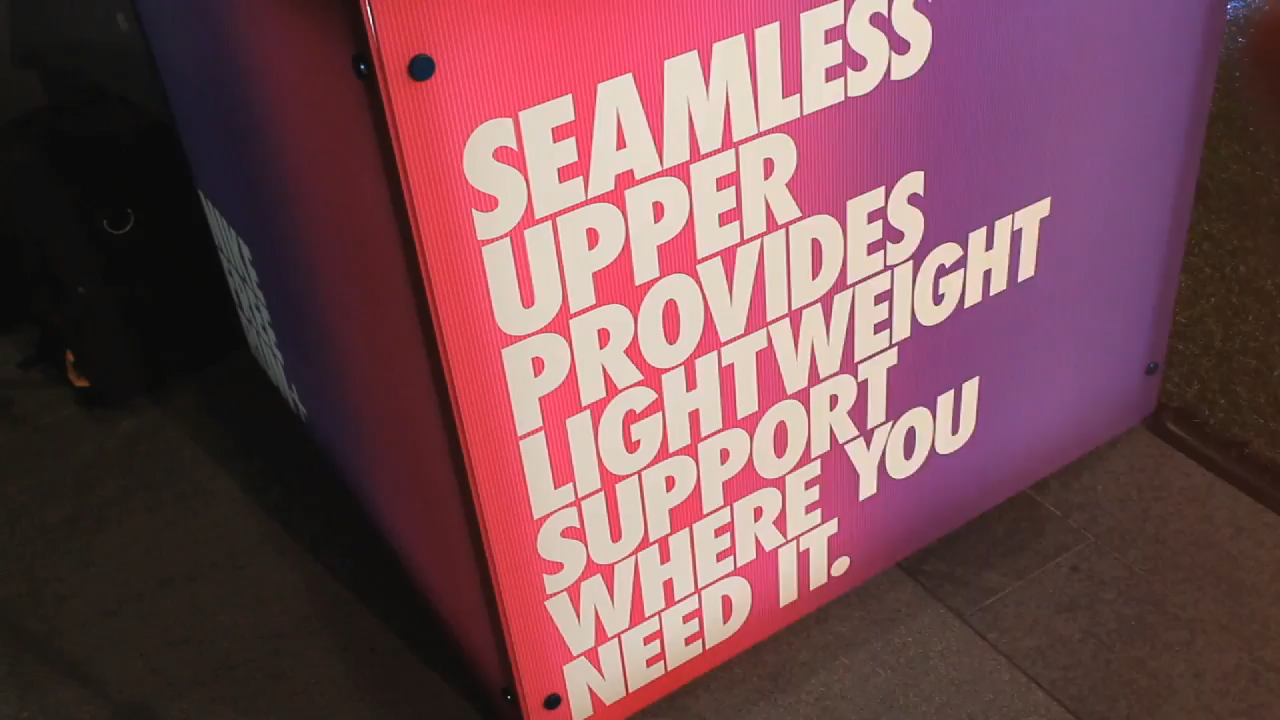 SEAMLESS
UPPER
PROVIDES
LIGHTWEIGHT
SUPPORT
WHERE YOU
NEED IT.